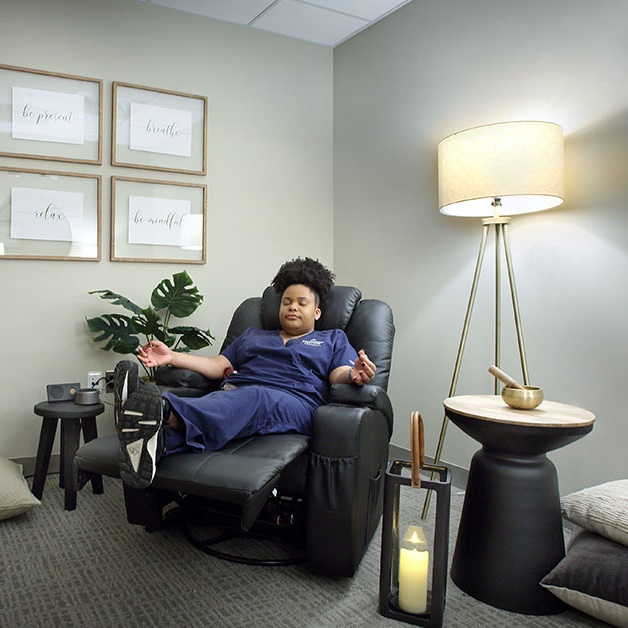 be present
breathe
relax
be mindful